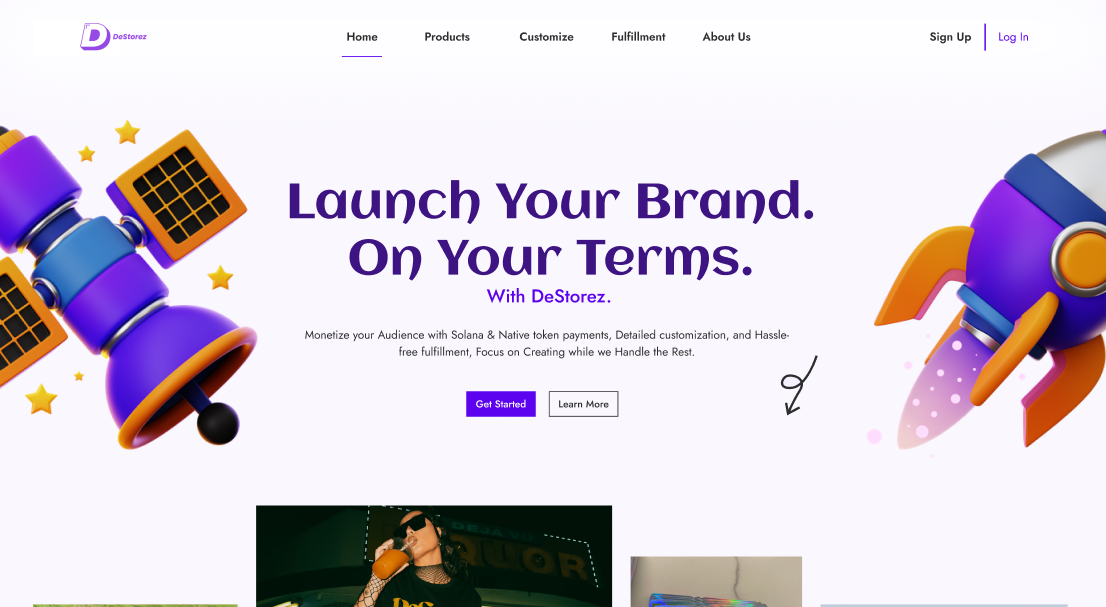 DeStorez
Home
Products
Customize
Fulfillment
About Us
Sign Up
Log In
Launch Your Brand.
On Your Terms.
With DeStorez.
Monetize your Audience with Solana & Native token payments, Detailed customization, and Hassle-
free fulfillment, Focus on Creating while we Handle the Rest.
Get Started
Learn More
DEJA VU